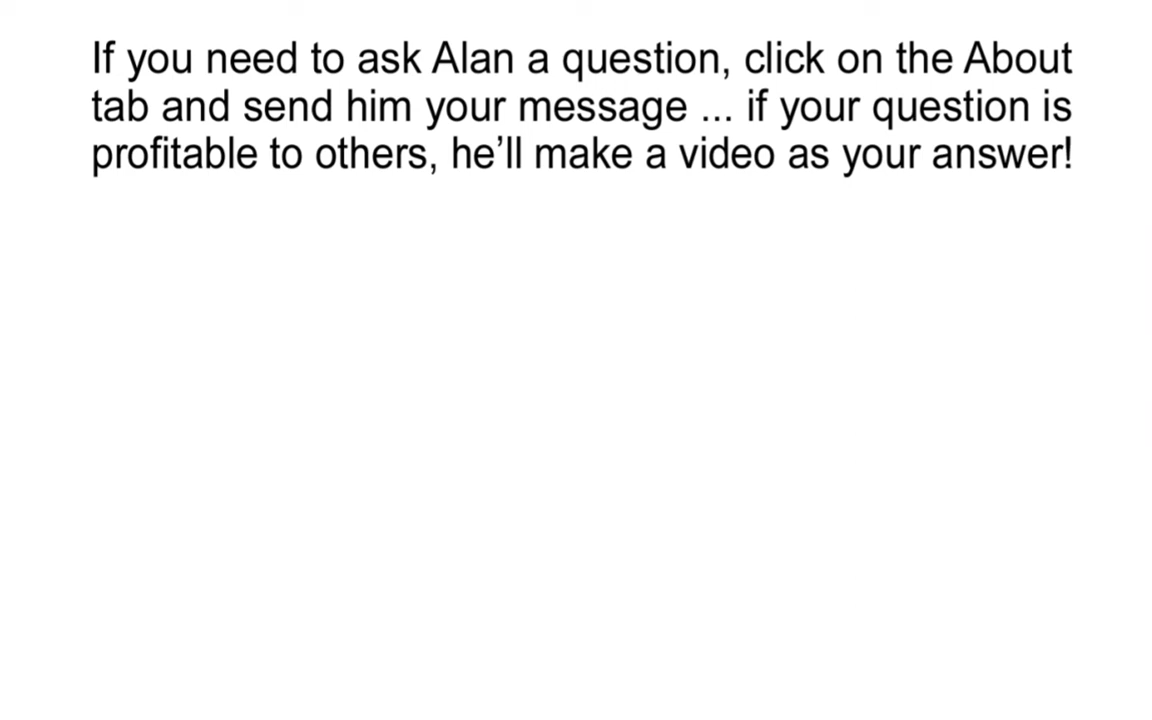 If you need to ask Alan a question, click on the About
tab and send him your message ... if your question is
profitable to others, he’ll make a video as your answer!